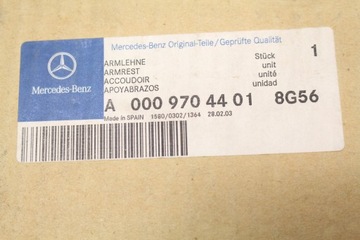 Mercedes-Benz Original-Teile/Geprüfte Qualität
Mercedes-Benz
ARMLEHNE
ARMREST
ACCOUDOIR
APOYABRAZOS
Stück
unit
unité
unidad
1
A 000 970 44 01 8G56
Made in SPAIN 1580/0302/1364 28.02.03